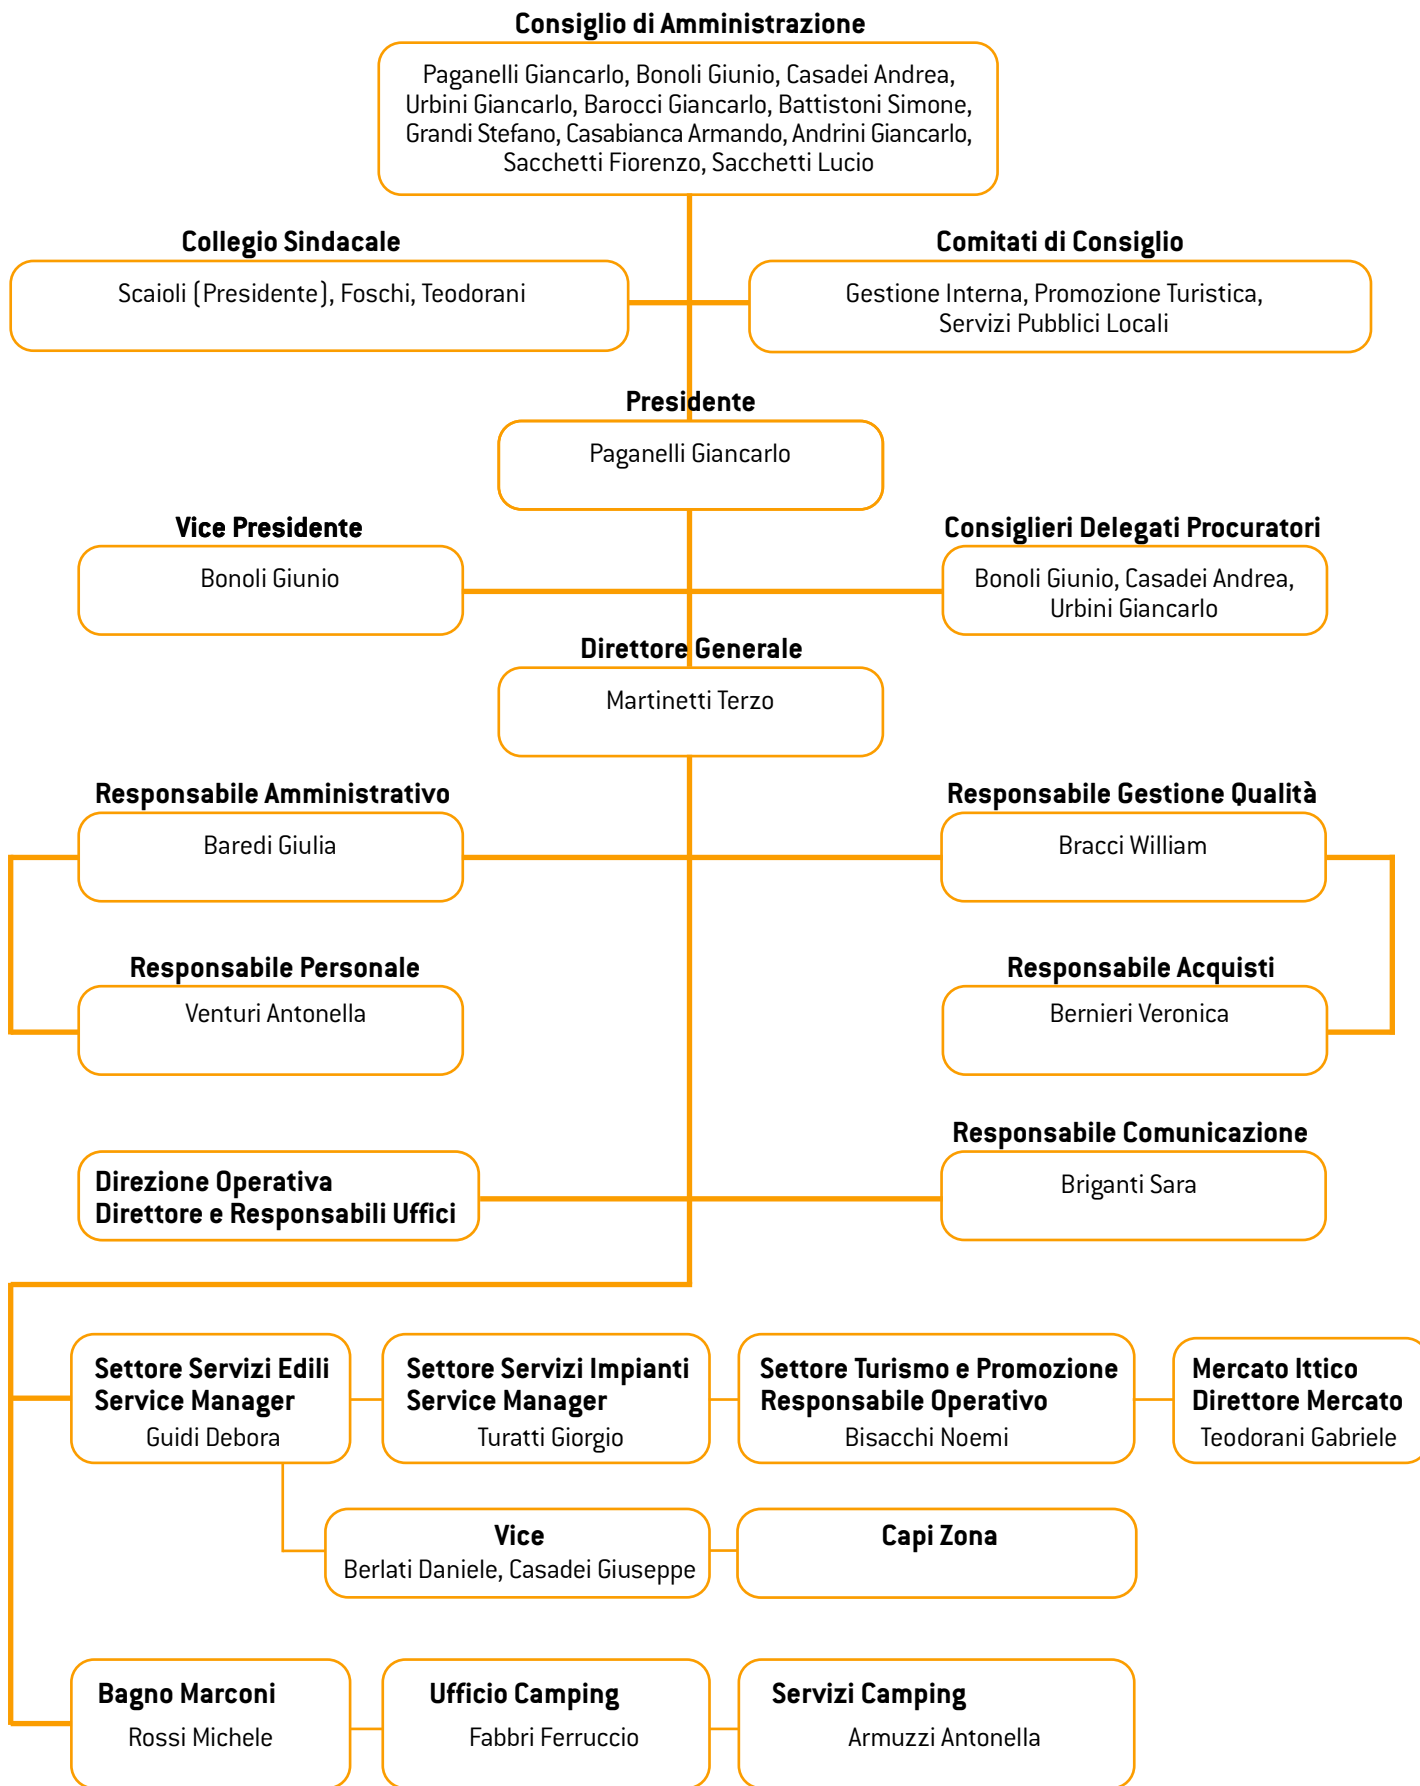 Consiglio di Amministrazione
Paganelli Giancarlo, Bonoli Giunio, Casadei Andrea,
Urbini Giancarlo, Barocci Giancarlo, Battistoni Simone,
Grandi Stefano, Casabianca Armando, Andrini Giancarlo,
Sacchetti Fiorenzo, Sacchetti Lucio
Collegio Sindacale
Scaioli (Presidente), Foschi, Teodorani
Comitati di Consiglio
Gestione Interna, Promozione Turistica,
Servizi Pubblici Locali
Presidente
Paganelli Giancarlo
Vice Presidente
Bonoli Giunio
Consiglieri Delegati Procuratori
Bonoli Giunio, Casadei Andrea,
Urbini Giancarlo
Direttore Generale
Martinetti Terzo
Responsabile Amministrativo
Baredi Giulia
Responsabile Gestione Qualità
Bracci William
Responsabile Personale
Venturi Antonella
Responsabile Acquisti
Bernieri Veronica
Direzione Operativa
Direttore e Responsabili Uffici
Responsabile Comunicazione
Briganti Sara
Settore Servizi Edili
Service Manager
Guidi Debora
Settore Servizi Impianti
Service Manager
Turatti Giorgio
Settore Turismo e Promozione
Responsabile Operativo
Bisacchi Noemi
Mercato Ittico
Direttore Mercato
Teodorani Gabriele
Vice
Berlati Daniele, Casadei Giuseppe
Capi Zona
Bagno Marconi
Rossi Michele
Ufficio Camping
Fabbri Ferruccio
Servizi Camping
Armuzzi Antonella